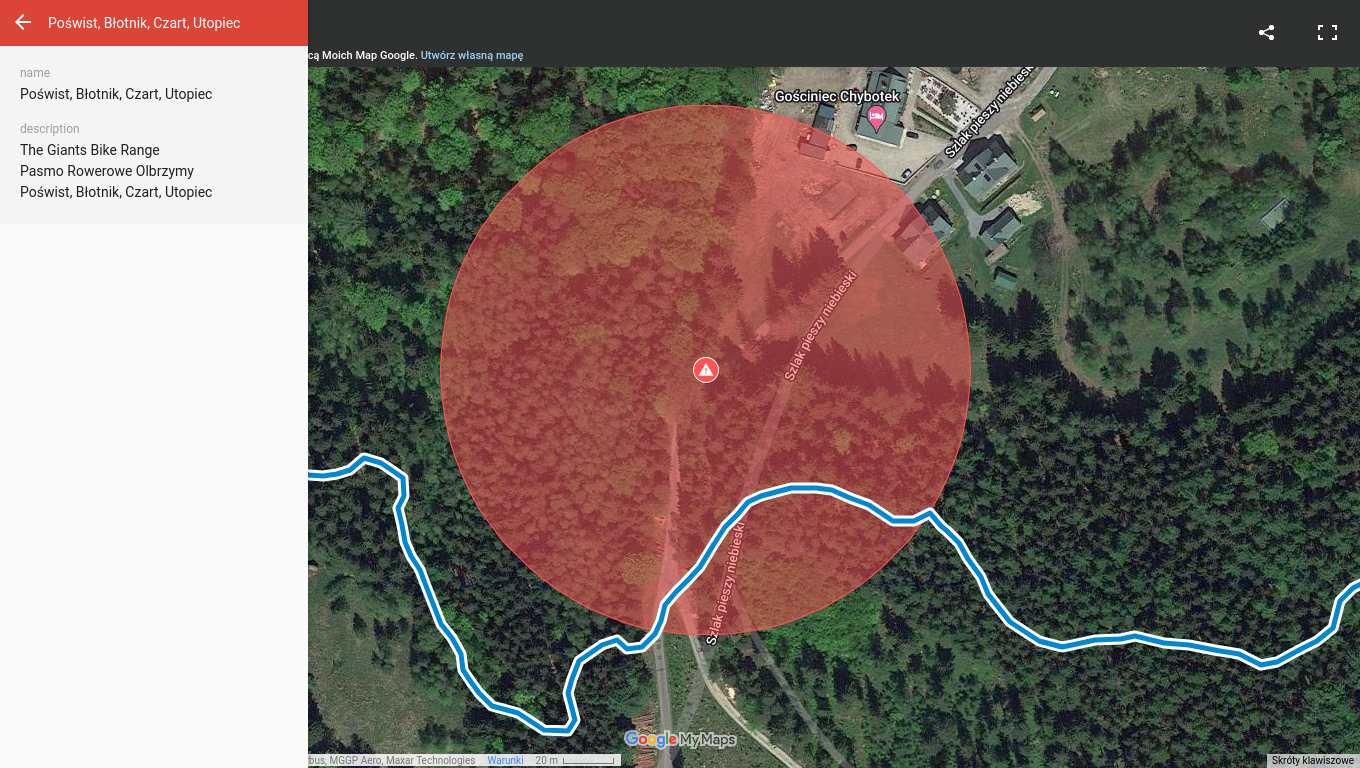 Poświst, Błotnik, Czart, Utopiec
cą Moich Map Google. Utwórz własną mapę
name
Poświst, Błotnik, Czart, Utopiec
description
The Giants Bike Range
Pasmo Rowerowe Olbrzymy
Poświst, Błotnik, Czart, Utopiec
Gościniec Chybotek
Szlak pieszy niebieski
Szlak pieszy niebieski
Szlak pieszy niebieski
Google MyMaps
bus, MGGP Aero, Maxar Technologies Warunki 20 m
Skróty klawiszowe